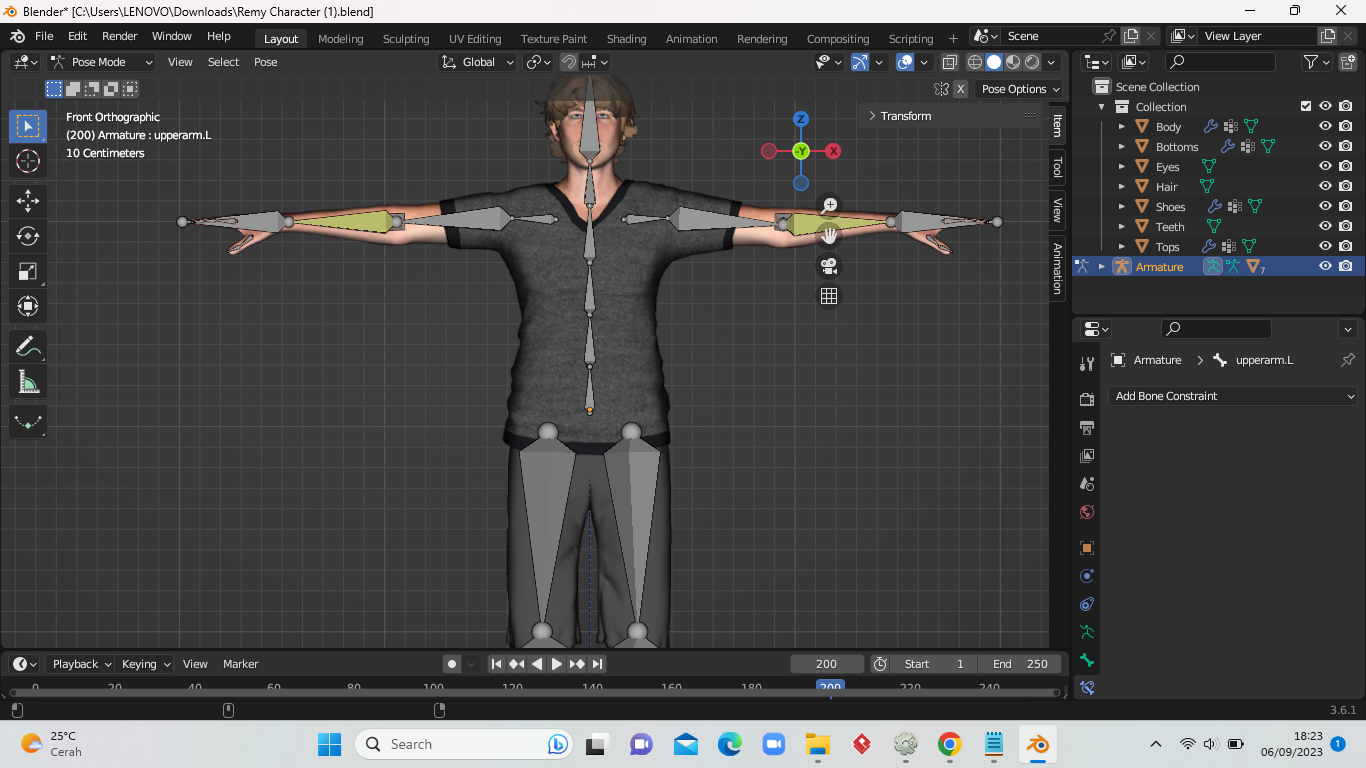 Blender* [C:\Users\LENOVO\Downloads\Remy Character (1).blend]
File Edit Render Window Help Layout Modeling Sculpting UV Editing Texture Paint Shading Animation Rendering Compositing Scripting + Scene View Layer
Pose Mode View Select Pose Global
X Pose Options
Front Orthographic
(200) Armature : upperarm.L
10 Centimeters
Transform
Z
-Y
X
Item
Tool
View
Animation
Scene Collection
Collection
Body
Bottoms
Eyes
Hair
Shoes
Teeth
Tops
Armature 7
Armature > upperarm.L
Add Bone Constraint
Playback Keying View Marker 200 Start 1 End 250
0 20 40 60 80 100 120 140 160 180 200 220 240
3.6.1
25°C
Cerah
Search
18:23
06/09/2023
1